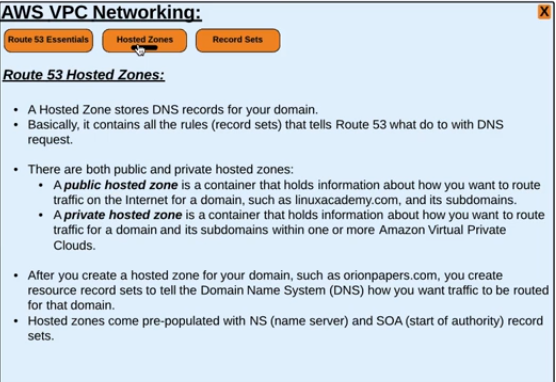 AWS VPC Networking:
X
Route 53 Essentials
Hosted Zones
Record Sets
Route 53 Hosted Zones:
• A Hosted Zone stores DNS records for your domain.
• Basically, it contains all the rules (record sets) that tells Route 53 what do to with DNS
request.
• There are both public and private hosted zones:
• A public hosted zone is a container that holds information about how you want to route
traffic on the Internet for a domain, such as linuxacademy.com, and its subdomains.
• A private hosted zone is a container that holds information about how you want to route
traffic for a domain and its subdomains within one or more Amazon Virtual Private
Clouds.
• After you create a hosted zone for your domain, such as orionpapers.com, you create
resource record sets to tell the Domain Name System (DNS) how you want traffic to be routed
for that domain.
• Hosted zones come pre-populated with NS (name server) and SOA (start of authority) record
sets.